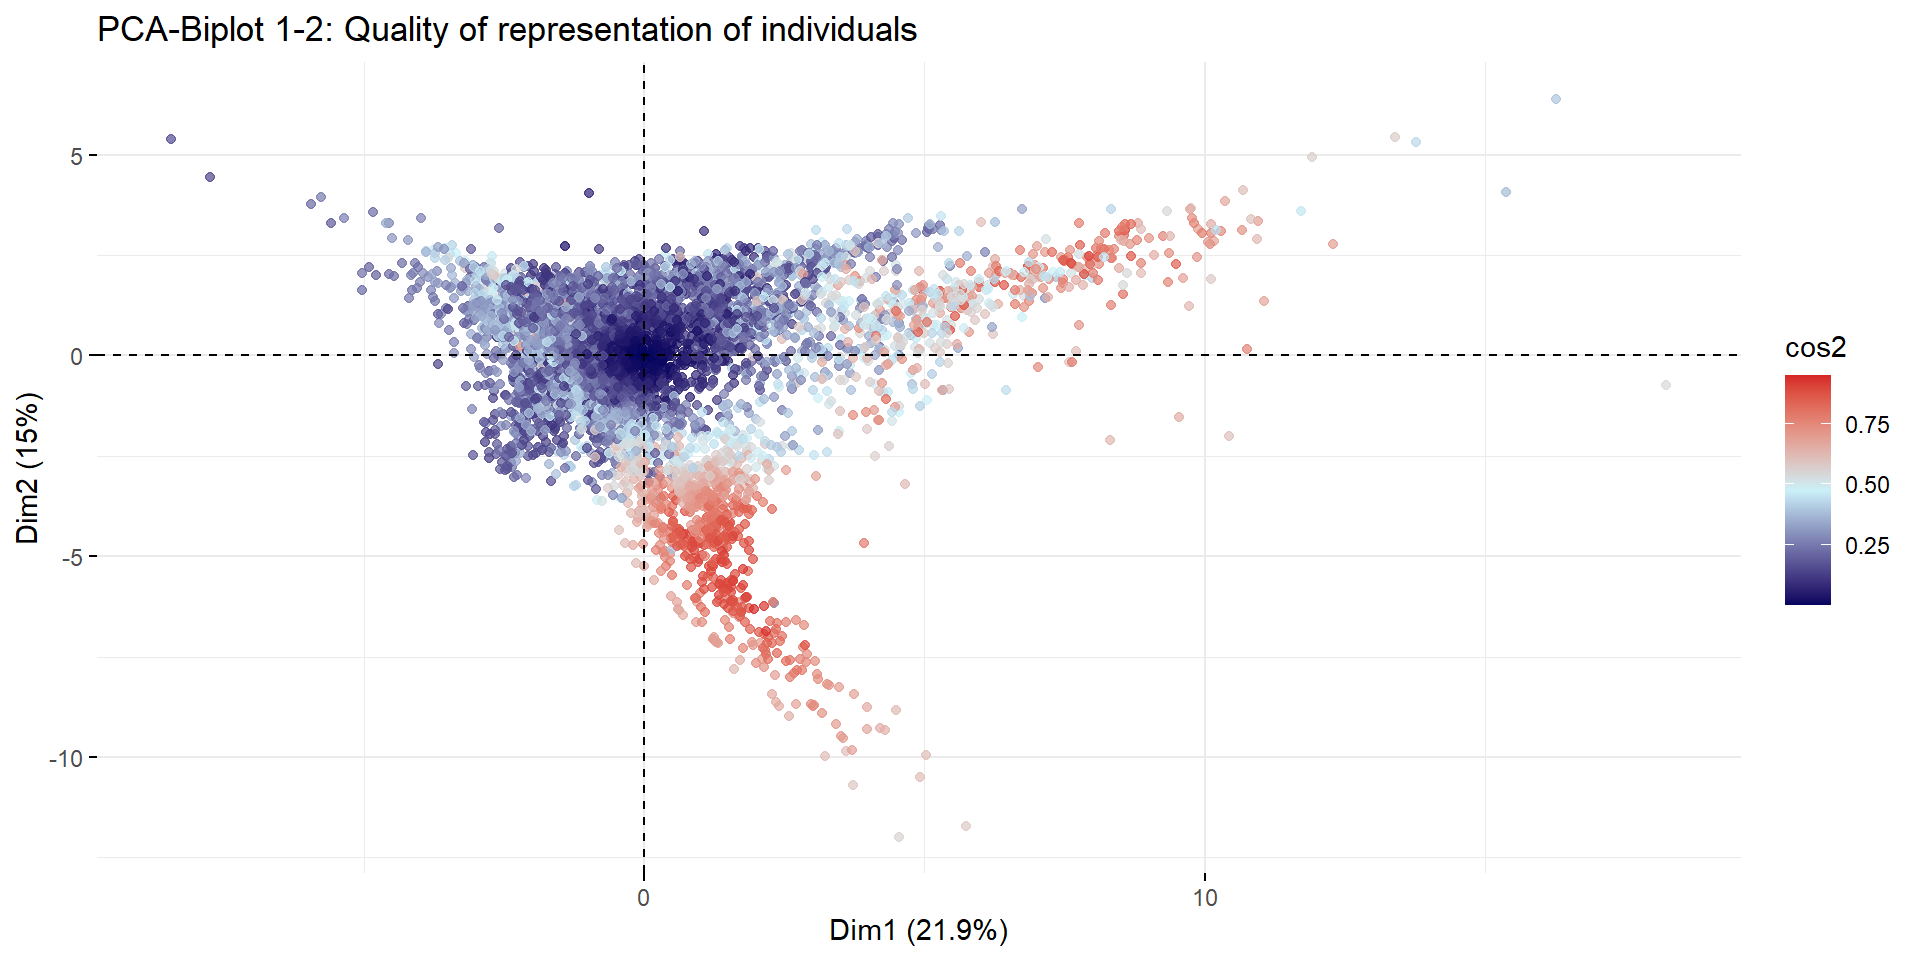 PCA-Biplot 1-2: Quality of representation of individuals
5
0
-5
-10
Dim2 (15%)
0
10
Dim1 (21.9%)
cos2
0.75
0.50
0.25